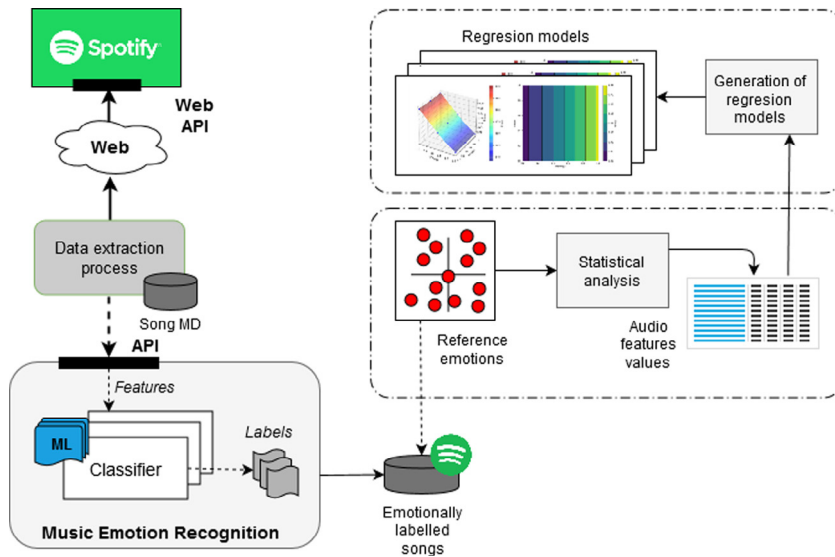 Spotify
Web
API
Web
Data extraction
process
Song MD
API
Features
ML
Classifier
Labels
Music Emotion Recognition
Regresion models
Generation of
regresion
models
Reference
emotions
Statistical
analysis
Audio
features
values
Emotionally
labelled
songs